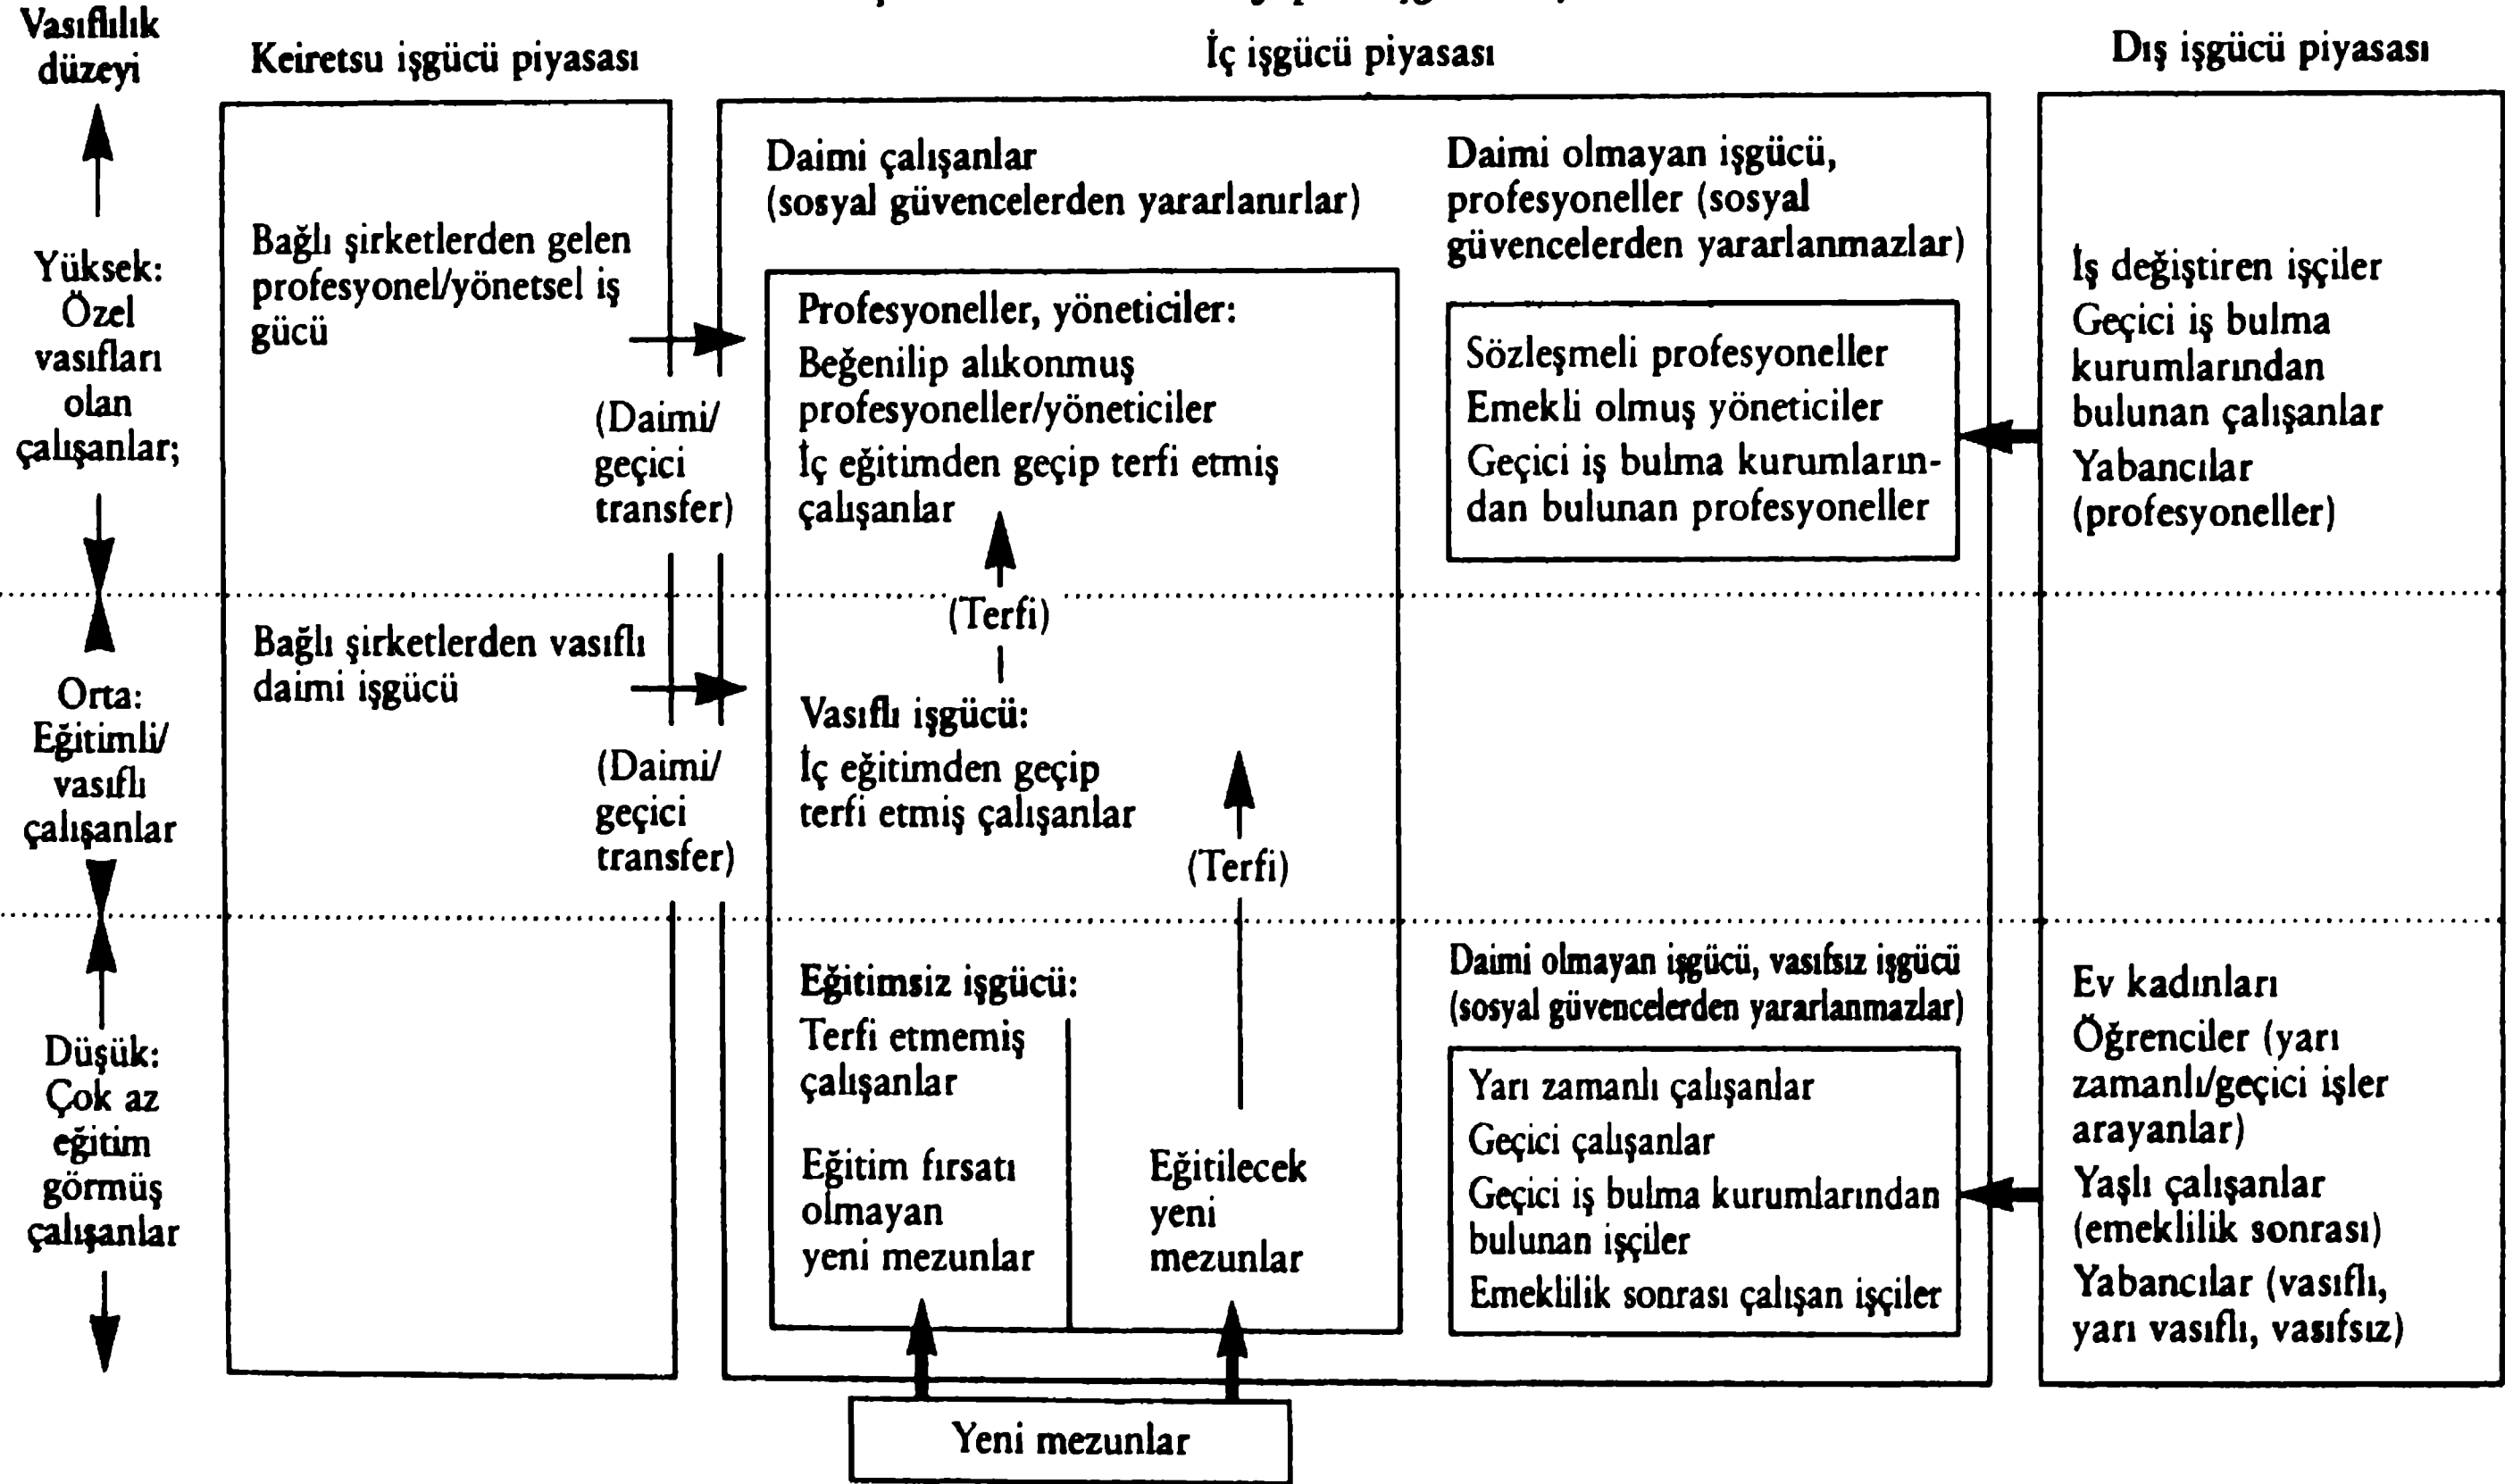 Vasıflılık
düzeyi
Keiretsu işgücü piyasası
İç işgücü piyasası
Dış işgücü piyasası
Yüksek:
Özel
vasıfları
olan
çalışanlar;
Orta:
Eğitimli/
vasıflı
çalışanlar
Düşük:
Çok az
eğitim
görmüş
çalışanlar
Bağlı şirketlerden gelen
profesyonel/yönetsel iş
gücü
(Daimi/
geçici
transfer)
Bağlı şirketlerden vasıflı
daimi işgücü
(Daimi/
geçici
transfer)
Daimi çalışanlar
(sosyal güvencelerden yararlanırlar)
Profesyoneller, yöneticiler:
Beğenilip alıkonmuş
profesyoneller/yöneticiler
İç eğitimden geçip terfi etmiş
çalışanlar
(Terfi)
Vasıflı işgücü:
İç eğitimden geçip
terfi etmiş çalışanlar
(Terfi)
Eğitimsiz işgücü:
Terfi etmemiş
çalışanlar
Eğitim fırsatı
olmayan
yeni mezunlar
Eğitilecek
yeni
mezunlar
Daimi olmayan işgücü,
profesyoneller (sosyal
güvencelerden yararlanmazlar)
Sözleşmeli profesyoneller
Emekli olmuş yöneticiler
Geçici iş bulma kurumların-
dan bulunan profesyoneller
Daimi olmayan işgücü, vasıfsız işgücü
(sosyal güvencelerden yararlanmazlar)
Yarı zamanlı çalışanlar
Geçici çalışanlar
Geçici iş bulma kurumlarından
bulunan işçiler
Emeklilik sonrası çalışan işçiler
İş değiştiren işçiler
Geçici iş bulma
kurumlarından
bulunan çalışanlar
Yabancılar
(profesyoneller)
Ev kadınları
Öğrenciler (yarı
zamanlı/geçici işler
arayanlar)
Yaşlı çalışanlar
(emeklilik sonrası)
Yabancılar (vasıflı,
yarı vasıflı, vasıfsız)
Yeni mezunlar